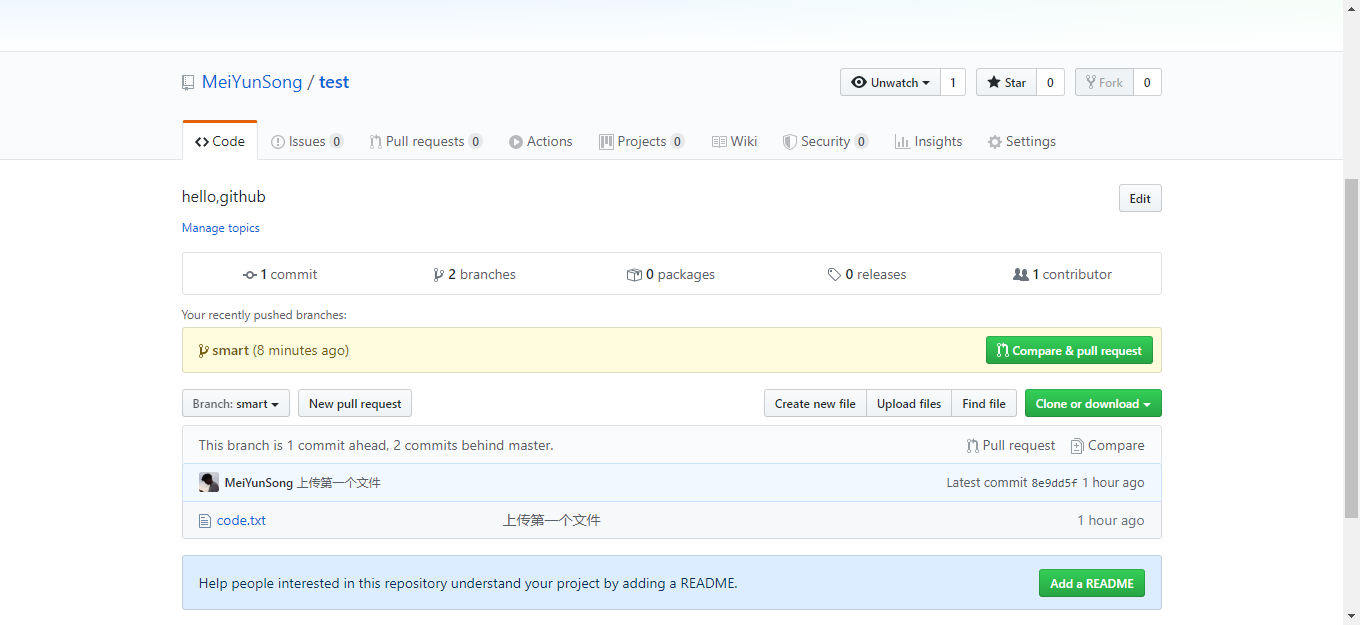 MeiYunSong / test
Unwatch 1 Star 0 Fork 0
Code Issues 0 Pull requests 0 Actions Projects 0 Wiki Security 0 Insights Settings
hello,github
Edit
Manage topics
1 commit 2 branches 0 packages 0 releases 1 contributor
Your recently pushed branches:
smart (8 minutes ago) Compare & pull request
Branch: smart New pull request Create new file Upload files Find file Clone or download
This branch is 1 commit ahead, 2 commits behind master. Pull request Compare
MeiYunSong 上传第一个文件 Latest commit 8e9dd5f 1 hour ago
code.txt 上传第一个文件 1 hour ago
Help people interested in this repository understand your project by adding a README. Add a README